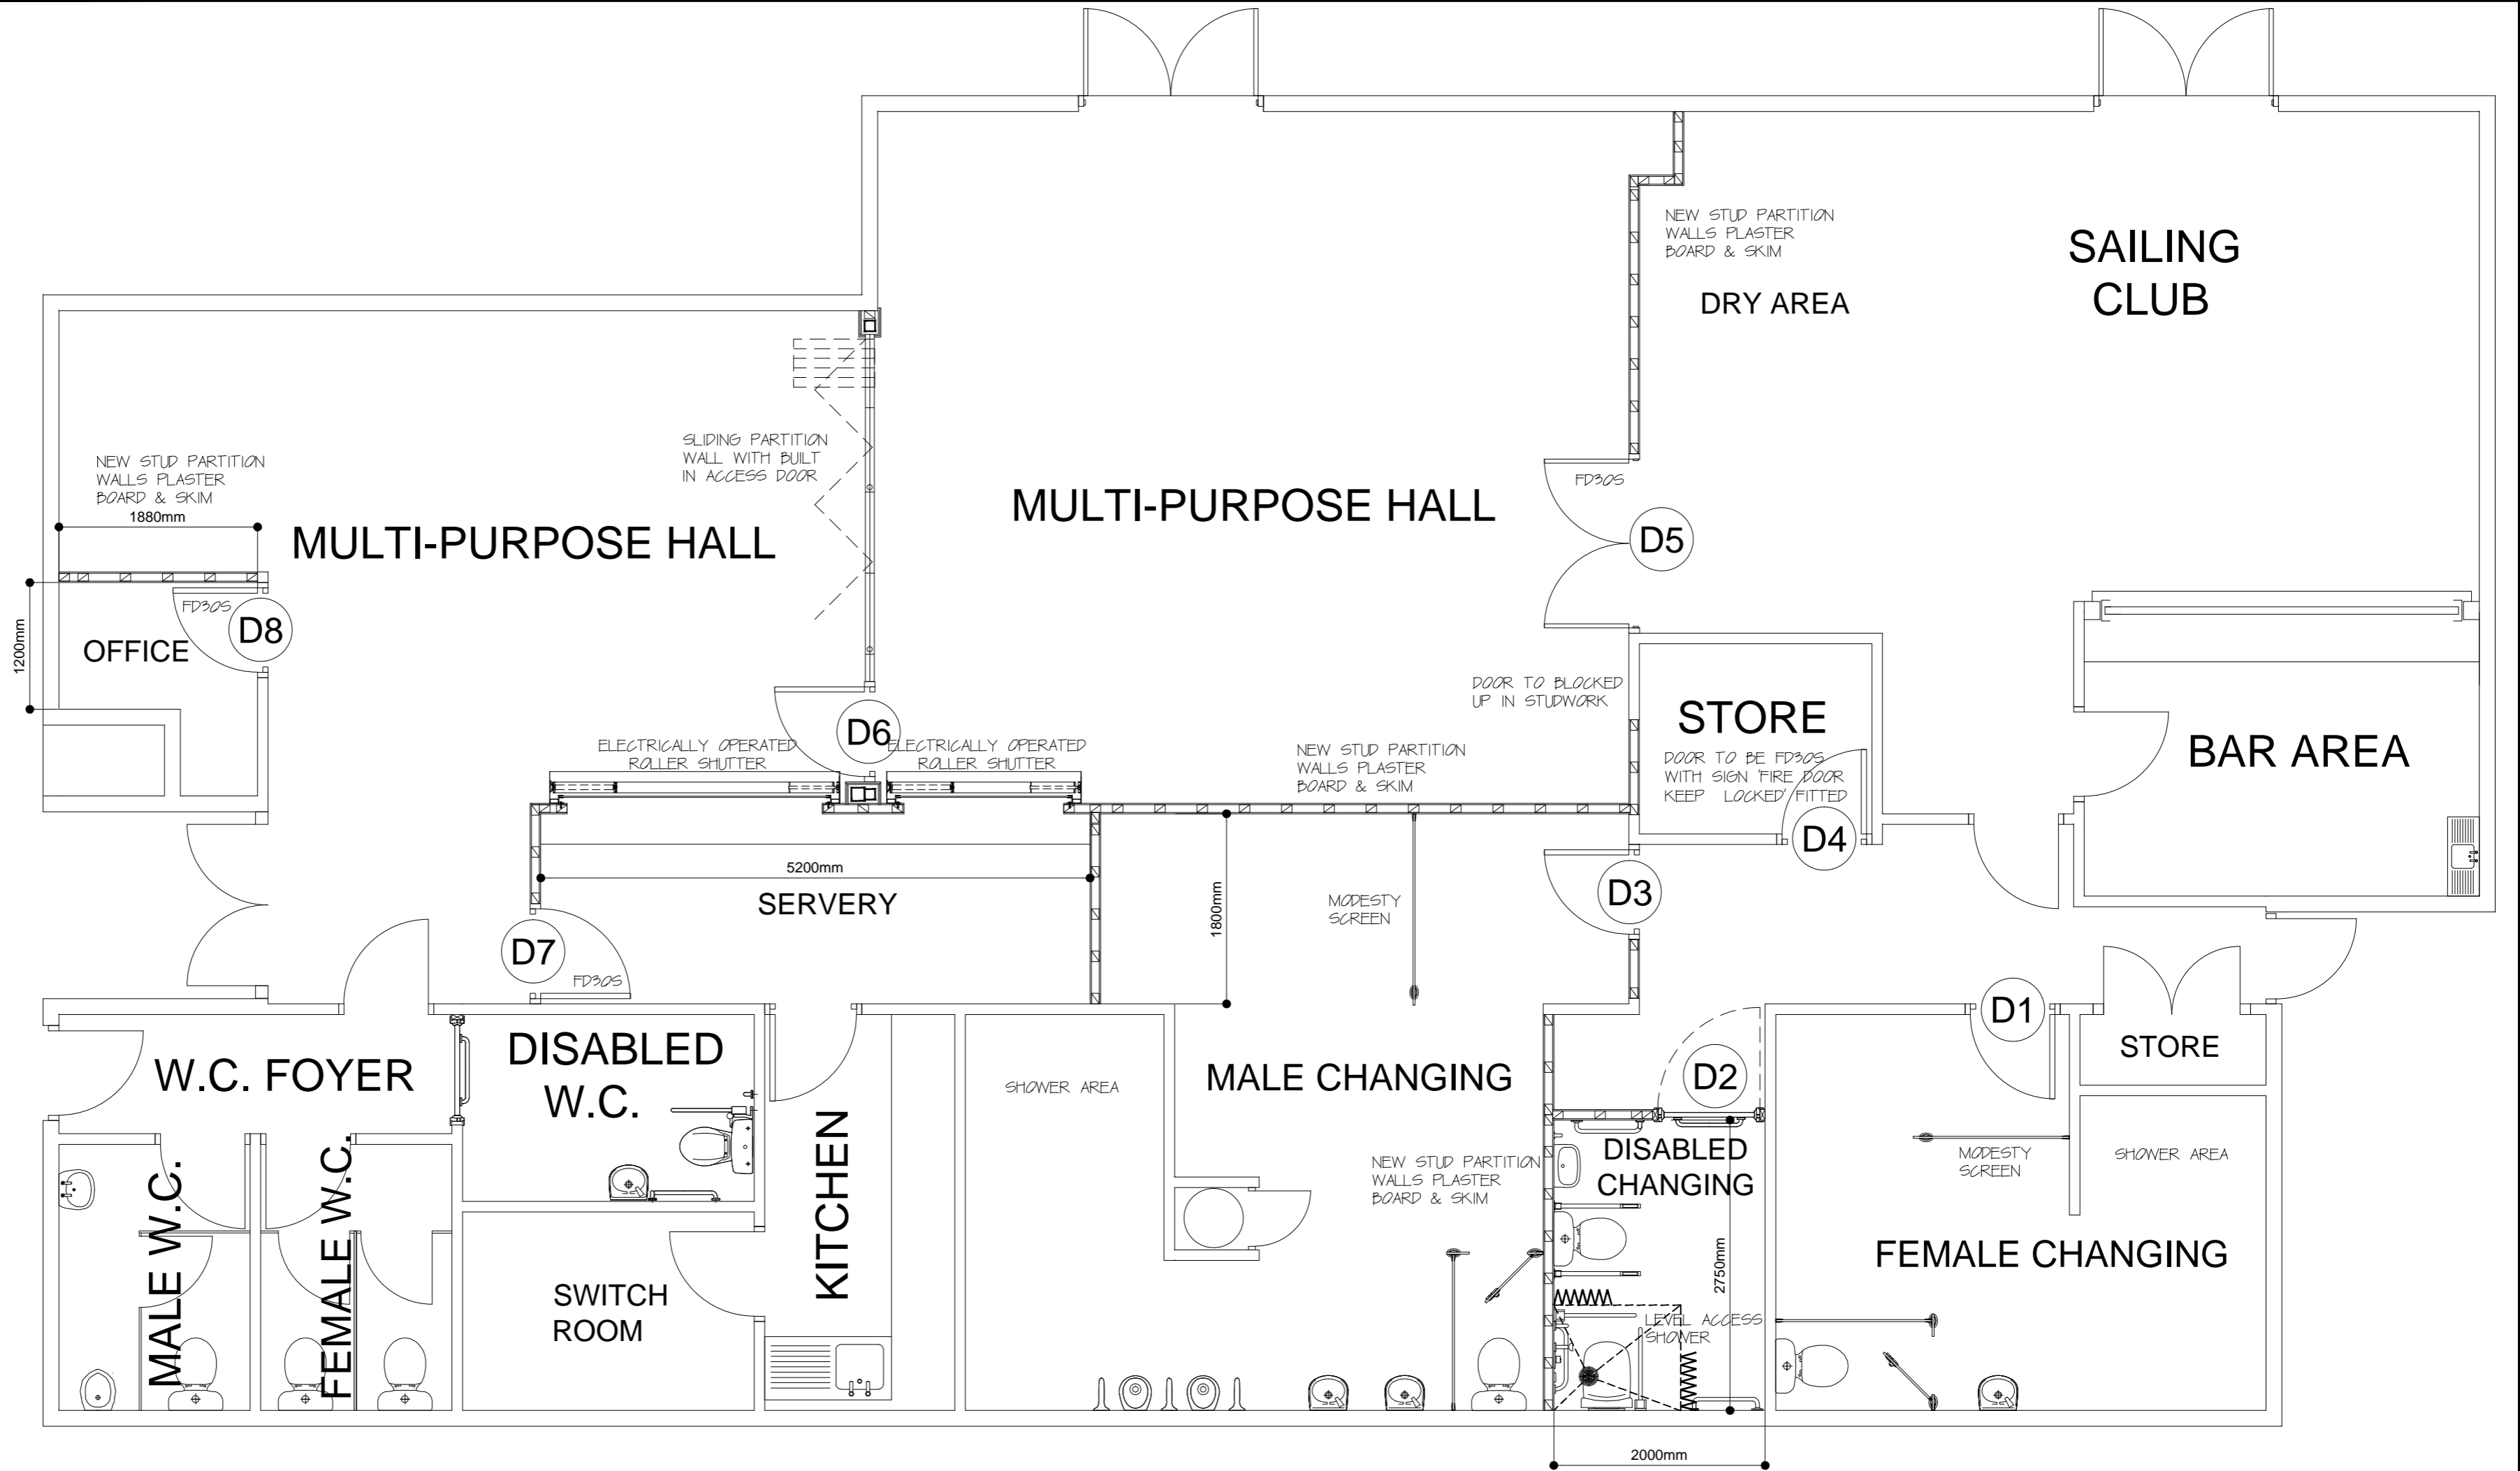 NEW STUD PARTITION
WALLS PLASTER
BOARD & SKIM
SAILING
CLUB
DRY AREA
SLIDING PARTITION
WALL WITH BUILT
IN ACCESS DOOR
NEW STUD PARTITION
WALLS PLASTER
BOARD & SKIM
1880mm
MULTI-PURPOSE HALL
MULTI-PURPOSE HALL
FD30S
D5
FD30S
D8
OFFICE
1200mm
DOOR TO BLOCKED
UP IN STUDWORK
STORE
DOOR TO BE FD30S
WITH SIGN 'FIRE DOOR
KEEP LOCKED' FITTED
D4
BAR AREA
D6
ELECTRICALLY OPERATED
ROLLER SHUTTER
ELECTRICALLY OPERATED
ROLLER SHUTTER
NEW STUD PARTITION
WALLS PLASTER
BOARD & SKIM
5200mm
SERVERY
1800mm
MODESTY
SCREEN
D3
D7
FD30S
D1
STORE
W.C. FOYER
DISABLED
W.C.
SHOWER AREA
MALE CHANGING
D2
DISABLED
CHANGING
MODESTY
SCREEN
SHOWER AREA
NEW STUD PARTITION
WALLS PLASTER
BOARD & SKIM
MALE W.C.
FEMALE W.C.
KITCHEN
SWITCH
ROOM
2750mm
LEVEL ACCESS
SHOWER
FEMALE CHANGING
2000mm